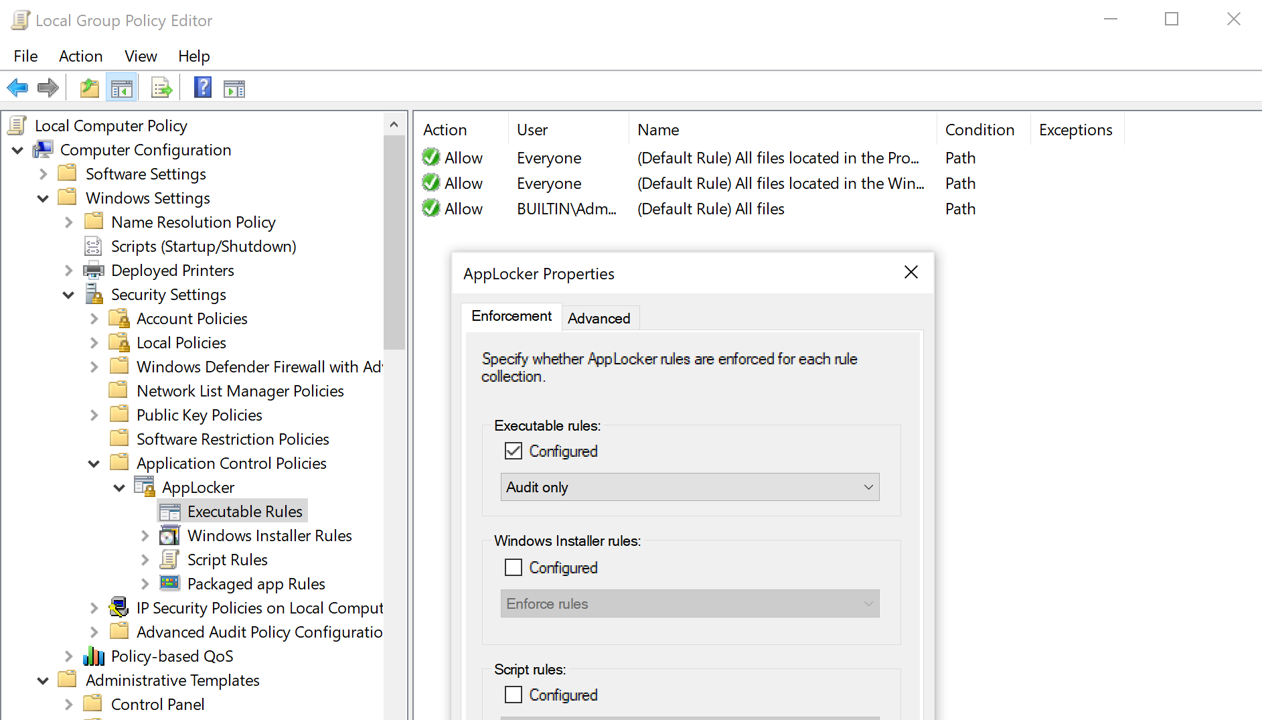 Local Group Policy Editor
File Action View Help
Local Computer Policy
Computer Configuration
Software Settings
Windows Settings
Name Resolution Policy
Scripts (Startup/Shutdown)
Deployed Printers
Security Settings
Account Policies
Local Policies
Windows Defender Firewall with Ad
Network List Manager Policies
Public Key Policies
Software Restriction Policies
Application Control Policies
AppLocker
Executable Rules
Windows Installer Rules
Script Rules
Packaged app Rules
IP Security Policies on Local Comput
Advanced Audit Policy Configuratio
Policy-based QoS
Administrative Templates
Control Panel
Action User Name Condition Exceptions
Allow Everyone (Default Rule) All files located in the Pro... Path
Allow Everyone (Default Rule) All files located in the Win... Path
Allow BUILTIN\Adm... (Default Rule) All files Path
AppLocker Properties
Enforcement Advanced
Specify whether AppLocker rules are enforced for each rule
collection.
Executable rules:
Configured
Audit only
Windows Installer rules:
Configured
Enforce rules
Script rules:
Configured